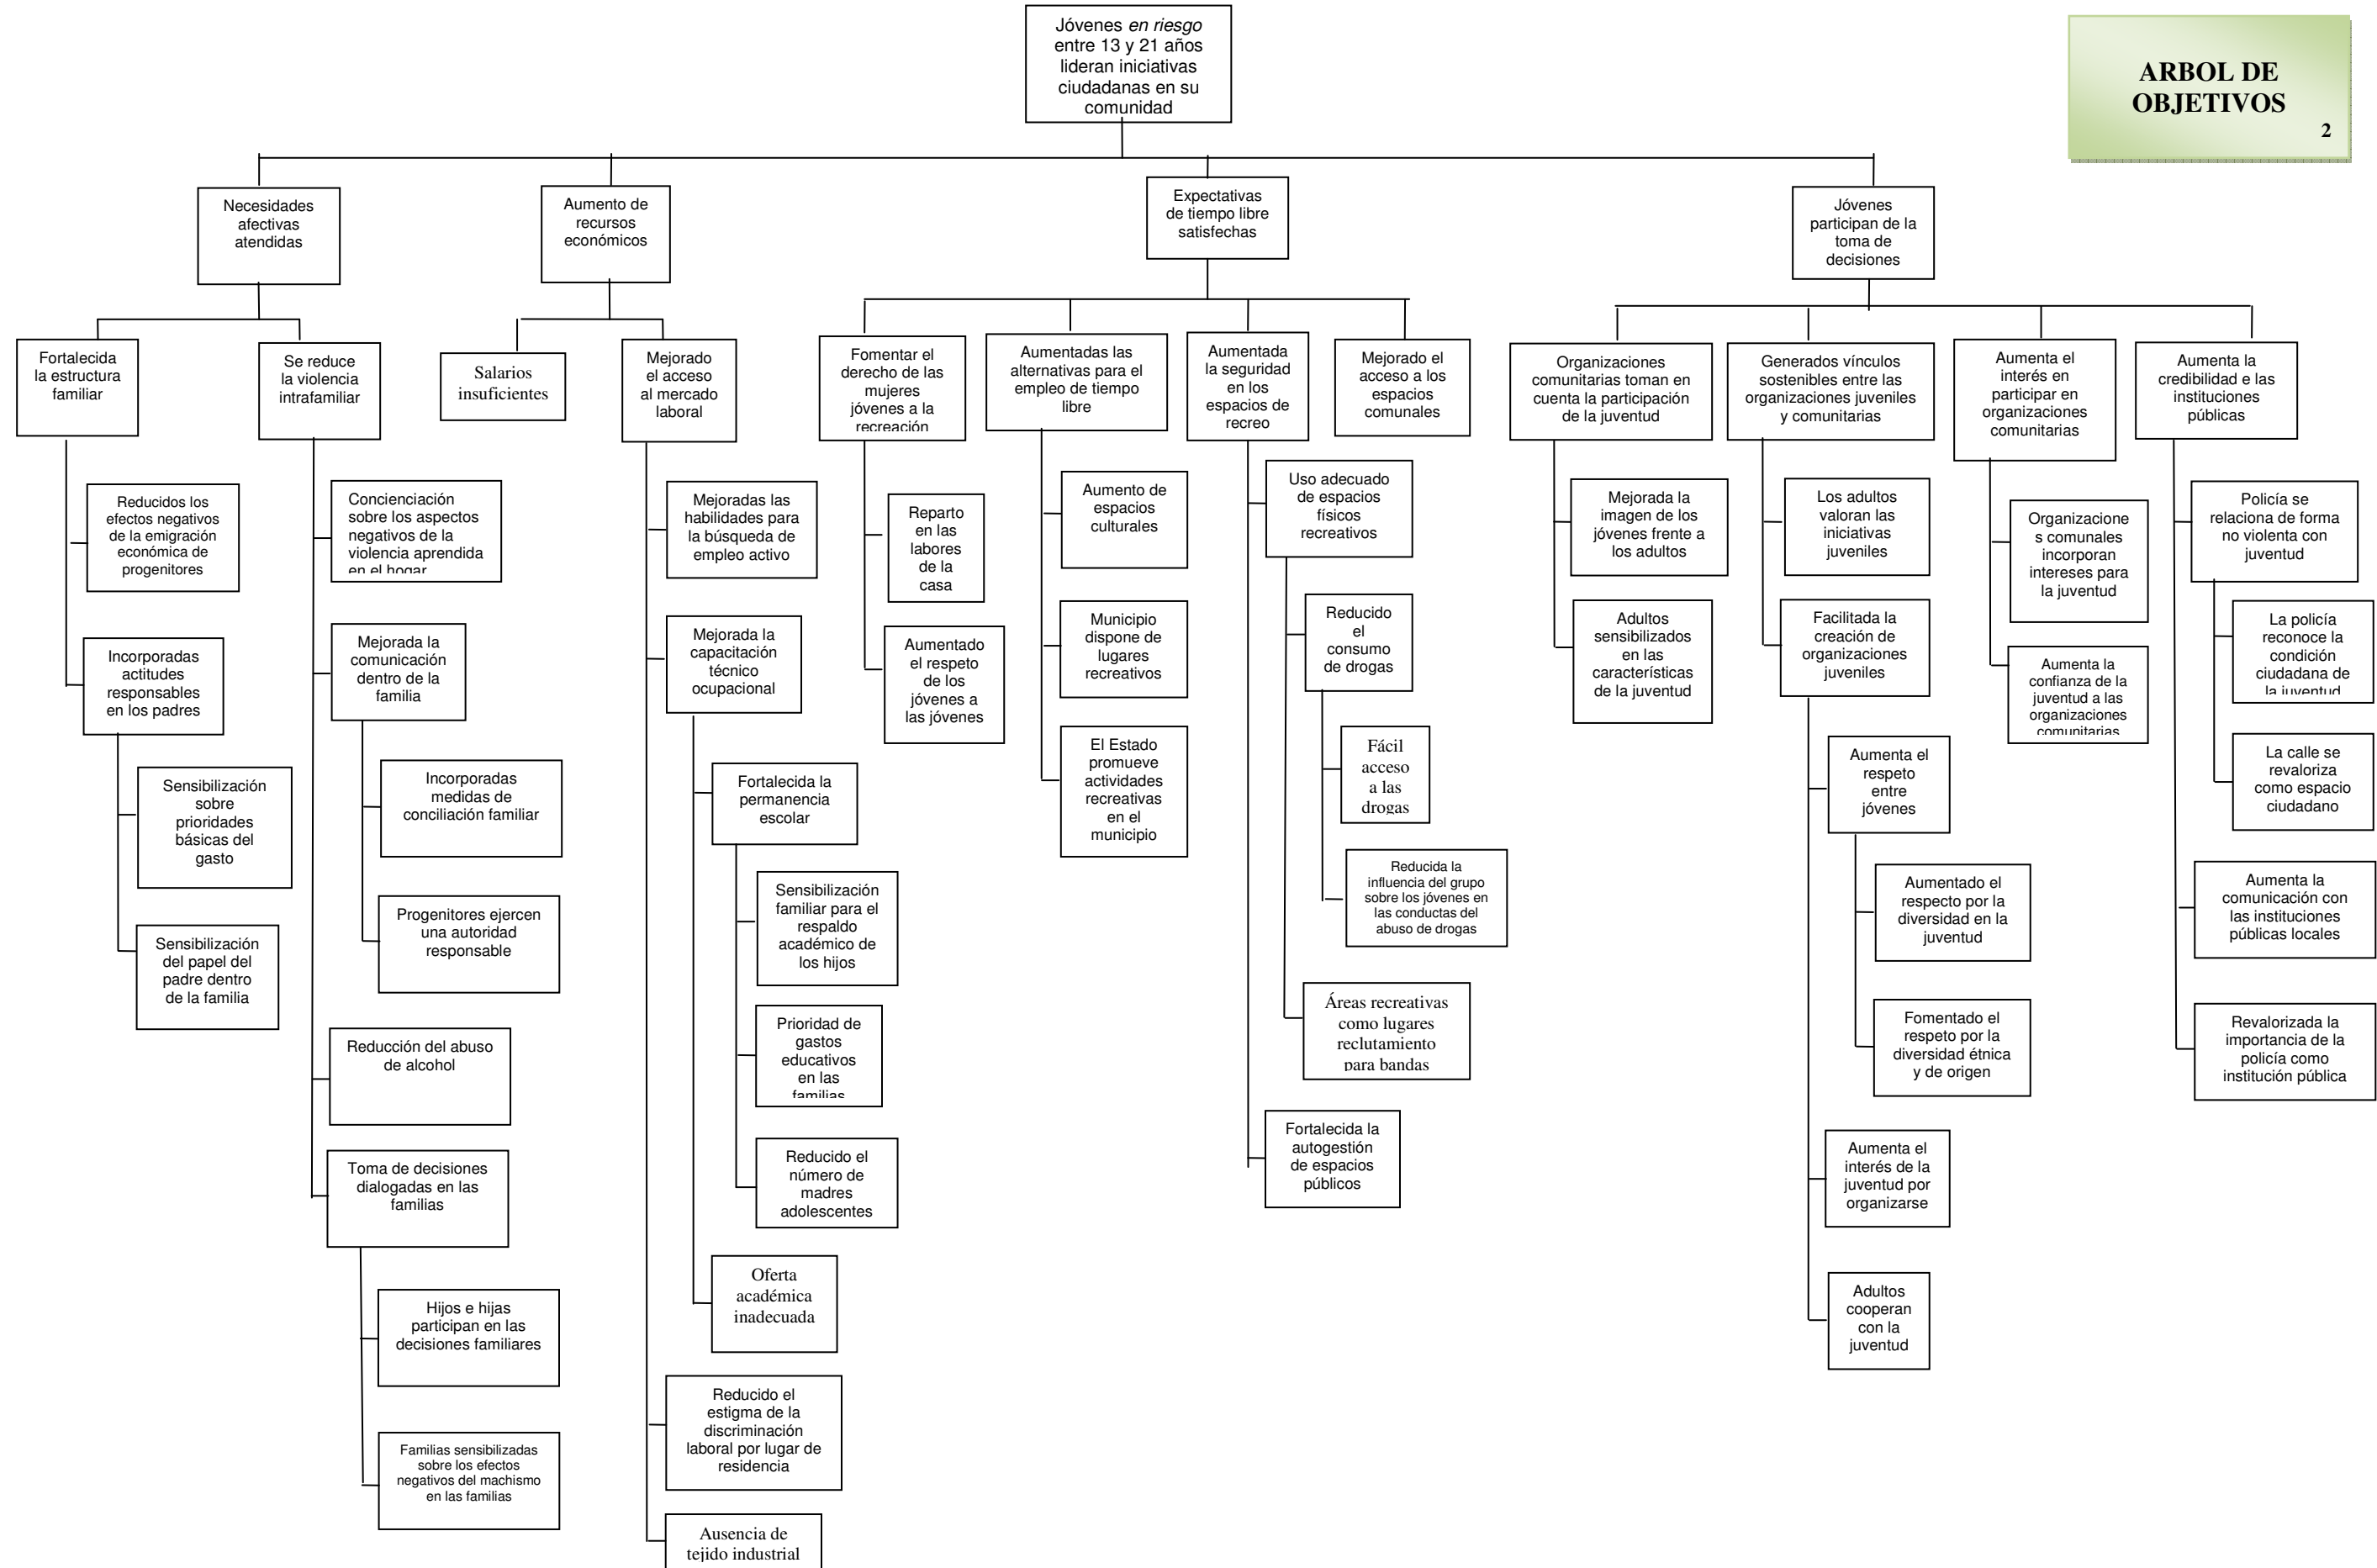 Jóvenes en riesgo
entre 13 y 21 años
lideran iniciativas
ciudadanas en su
comunidad
ARBOL DE
OBJETIVOS
2
Necesidades
afectivas
atendidas
Aumento de
recursos
económicos
Expectativas
de tiempo libre
satisfechas
Jóvenes
participan de la
toma de
decisiones
Fortalecida
la estructura
familiar
Se reduce
la violencia
intrafamiliar
Salarios
insuficientes
Mejorado
el acceso
al mercado
laboral
Fomentar el
derecho de las
mujeres
jóvenes a la
recreación
Aumentadas las
alternativas para el
empleo de tiempo
libre
Aumentada
la seguridad
en los
espacios de
recreo
Mejorado el
acceso a los
espacios
comunales
Organizaciones
comunitarias toman en
cuenta la participación
de la juventud
Generados vínculos
sostenibles entre las
organizaciones juveniles
y comunitarias
Aumenta el
interés en
participar en
organizaciones
comunitarias
Aumenta la
credibilidad e las
instituciones
públicas
Reducidos los
efectos negativos
de la emigración
económica de
progenitores
Incorporadas
actitudes
responsables
en los padres
Sensibilización
sobre
prioridades
básicas del
gasto
Sensibilización
del papel del
padre dentro
de la familia
Concienciación
sobre los aspectos
negativos de la
violencia aprendida
en el hogar
Mejorada la
comunicación
dentro de la
familia
Incorporadas
medidas de
conciliación familiar
Progenitores ejercen
una autoridad
responsable
Reducción del abuso
de alcohol
Toma de decisiones
dialogadas en las
familias
Hijos e hijas
participan en las
decisiones familiares
Familias sensibilizadas
sobre los efectos
negativos del machismo
en las familias
Mejoradas las
habilidades para
la búsqueda de
empleo activo
Mejorada la
capacitación
técnico
ocupacional
Fortalecida la
permanencia
escolar
Sensibilización
familiar para el
respaldo
académico de
los hijos
Prioridad de
gastos
educativos
en las
familias
Reducido el
número de
madres
adolescentes
Oferta
académica
inadecuada
Reducido el
estigma de la
discriminación
laboral por lugar de
residencia
Ausencia de
tejido industrial
Reparto
en las
labores
de la
casa
Aumentado
el respeto
de los
jóvenes a
las jóvenes
Aumento de
espacios
culturales
Municipio
dispone de
lugares
recreativos
El Estado
promueve
actividades
recreativas
en el
municipio
Uso adecuado
de espacios
físicos
recreativos
Reducido
el
consumo
de drogas
Fácil
acceso
a las
drogas
Reducida la
influencia del grupo
sobre los jóvenes en
las conductas del
abuso de drogas
Áreas recreativas
como lugares
reclutamiento
para bandas
Fortalecida la
autogestión
de espacios
públicos
Mejorada la
imagen de los
jóvenes frente a
los adultos
Adultos
sensibilizados
en las
características
de la juventud
Los adultos
valoran las
iniciativas
juveniles
Facilitada la
creación de
organizaciones
juveniles
Aumenta el
respeto
entre
jóvenes
Aumentado el
respecto por la
diversidad en la
juventud
Fomentado el
respeto por la
diversidad étnica
y de origen
Aumenta el
interés de la
juventud por
organizarse
Adultos
cooperan
con la
juventud
Organizacione
s comunales
incorporan
intereses para
la juventud
Aumenta la
confianza de la
juventud a las
organizaciones
comunitarias
Policía se
relaciona de forma
no violenta con
juventud
La policía
reconoce la
condición
ciudadana de
la juventud
La calle se
revaloriza
como espacio
ciudadano
Aumenta la
comunicación con
las instituciones
públicas locales
Revalorizada la
importancia de la
policía como
institución pública